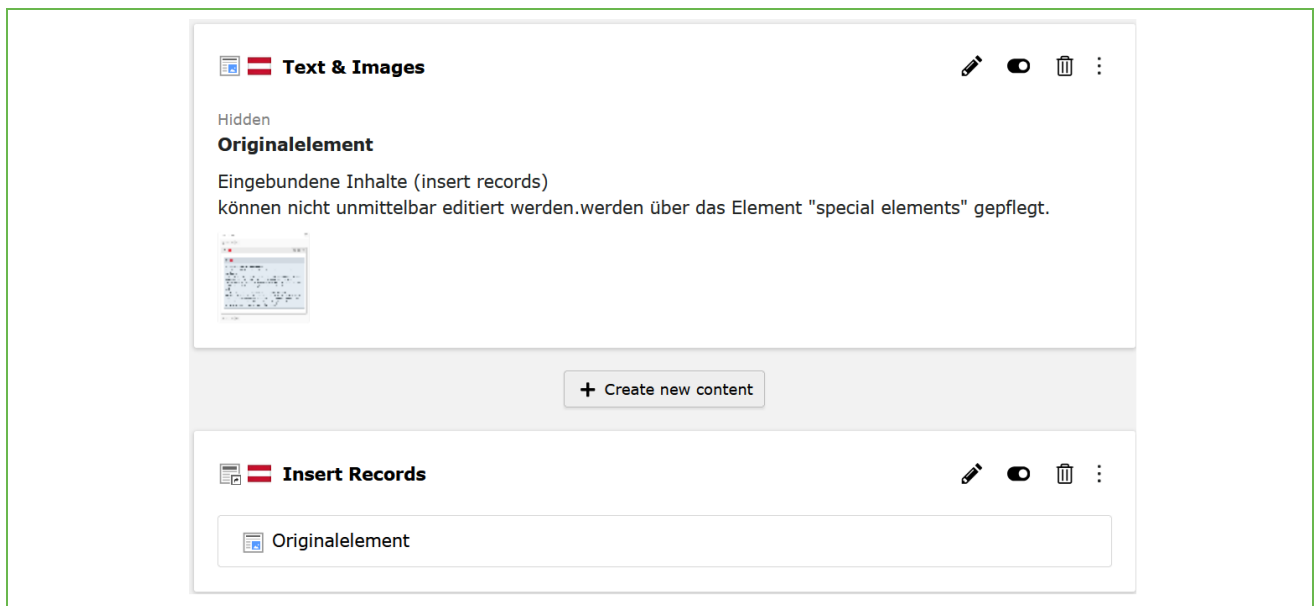 Text & Images
Hidden
Originalelement
Eingebundene Inhalte (insert records)
können nicht unmittelbar editiert werden.werden über das Element "special elements" gepflegt.
+ Create new content
Insert Records
Originalelement